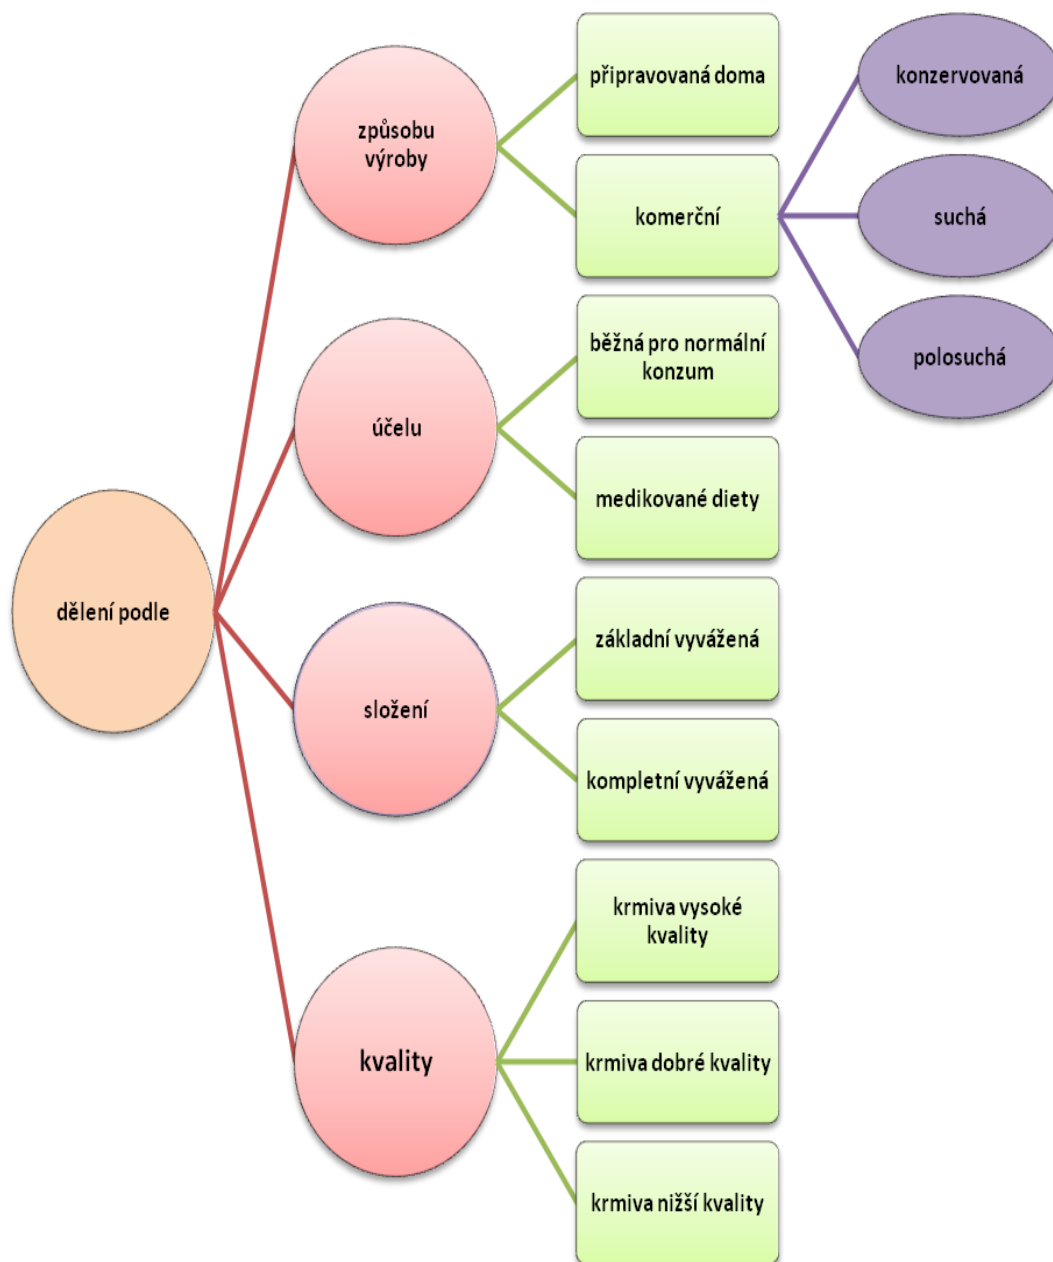 dělení podle
způsobu
výroby
připravovaná doma
komerční
konzervovaná
suchá
polosuchá
účelu
běžná pro normální
konzum
medikované diety
složení
základní vyvážená
kompletní vyvážená
kvality
krmiva vysoké
kvality
krmiva dobré kvality
krmiva nižší kvality